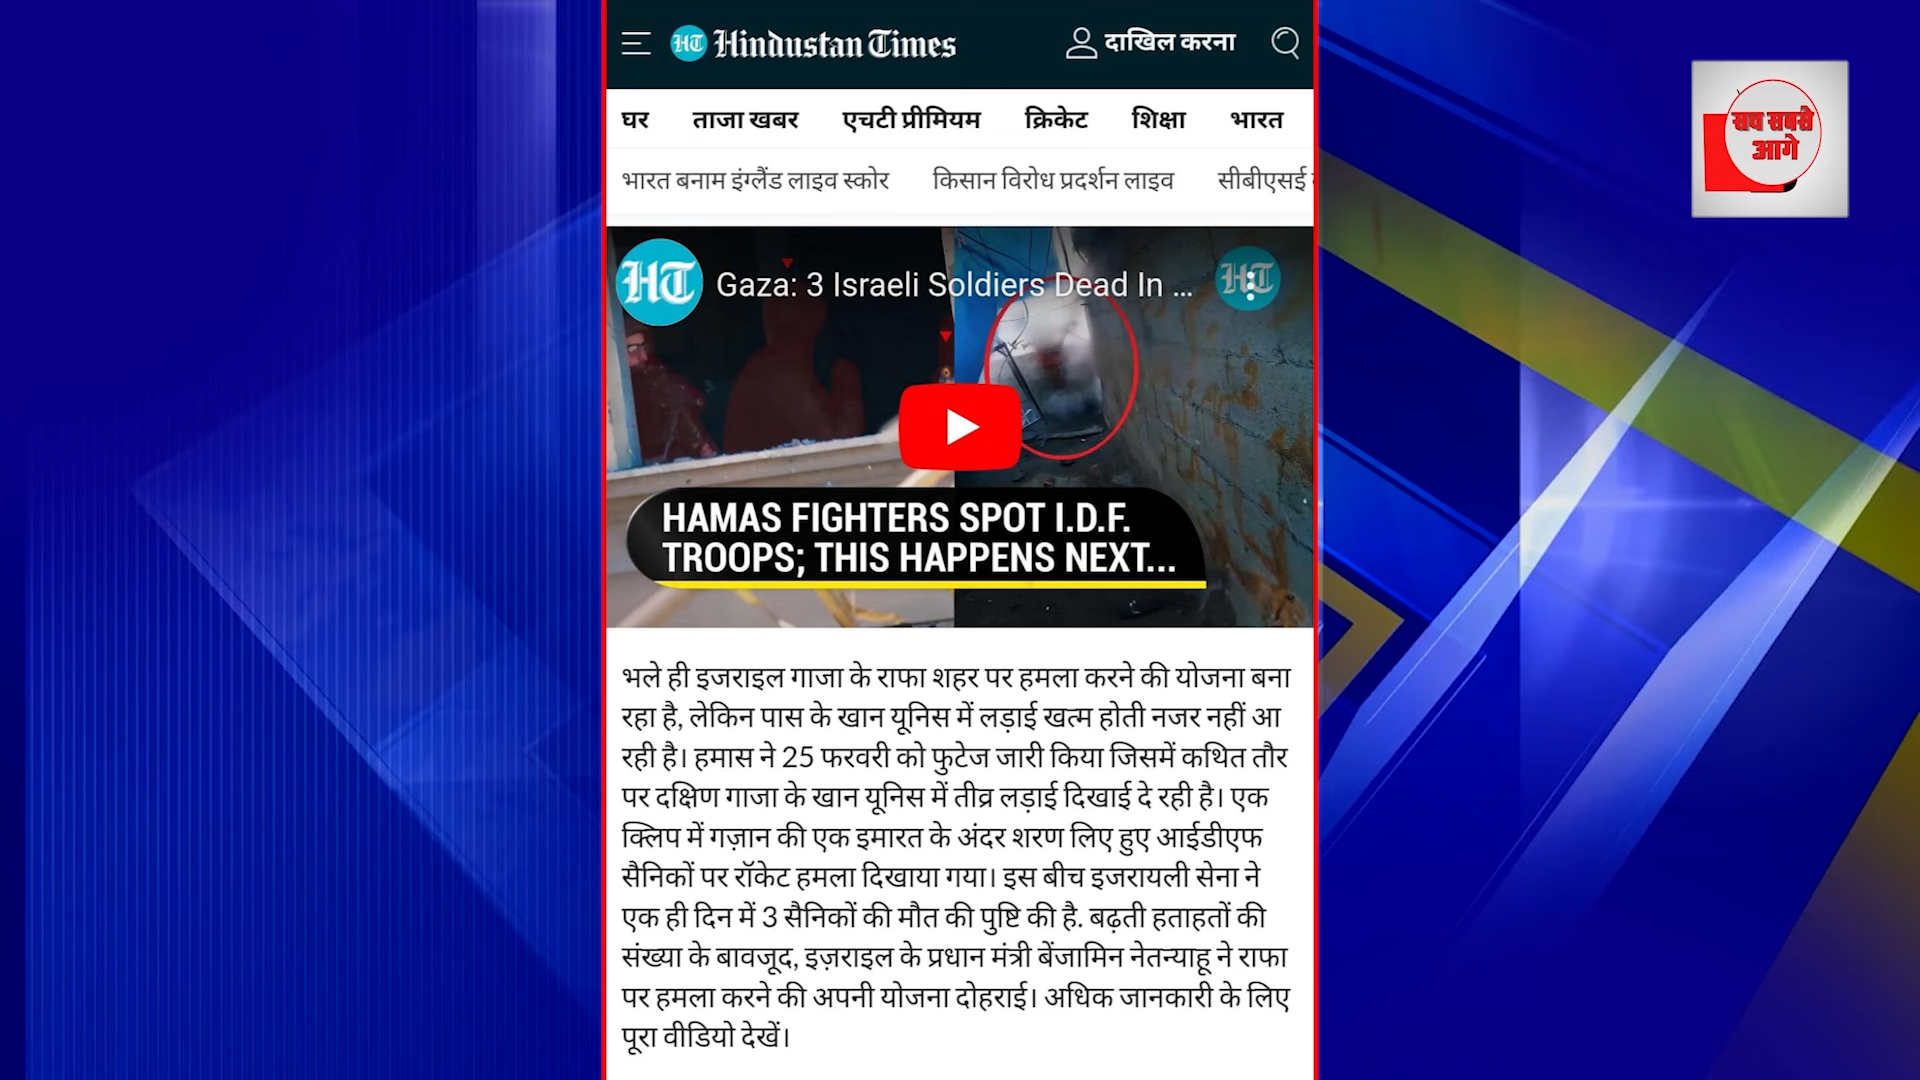 HT Hindustan Times
दाखिल करना
घर ताजा खबर एचटी प्रीमियम क्रिकेट शिक्षा भारत
भारत बनाम इंग्लैंड लाइव स्कोर किसान विरोध प्रदर्शन लाइव सीबीएसई
सच सबसे
आगे
HT Gaza: 3 Israeli Soldiers Dead In ... HT
HAMAS FIGHTERS SPOT I.D.F.
TROOPS; THIS HAPPENS NEXT...
भले ही इजराइल गाजा के राफा शहर पर हमला करने की योजना बना
रहा है, लेकिन पास के खान यूनिस में लड़ाई खत्म होती नजर नहीं आ
रही है। हमास ने 25 फरवरी को फुटेज जारी किया जिसमें कथित तौर
पर दक्षिण गाजा के खान यूनिस में तीव्र लड़ाई दिखाई दे रही है। एक
क्लिप में गज़ान की एक इमारत के अंदर शरण लिए हुए आईडीएफ
सैनिकों पर रॉकेट हमला दिखाया गया। इस बीच इजरायली सेना ने
एक ही दिन में 3 सैनिकों की मौत की पुष्टि की है. बढ़ती हताहतों की
संख्या के बावजूद, इज़राइल के प्रधान मंत्री बेंजामिन नेतन्याहू ने राफा
पर हमला करने की अपनी योजना दोहराई। अधिक जानकारी के लिए
पूरा वीडियो देखें।